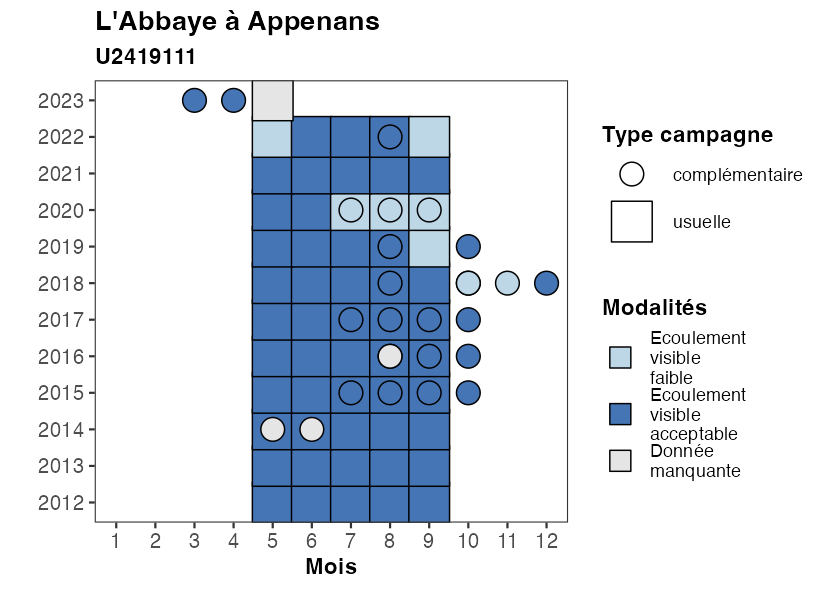 L'Abbaye à Appenans
U2419111
2023
2022
2021
2020
2019
2018
2017
2016
2015
2014
2013
2012
1 2 3 4 5 6 7 8 9 10 11 12
Mois
Type campagne
complémentaire
usuelle
Modalités
Ecoulement
visible
faible
Ecoulement
visible
acceptable
Donnée
manquante